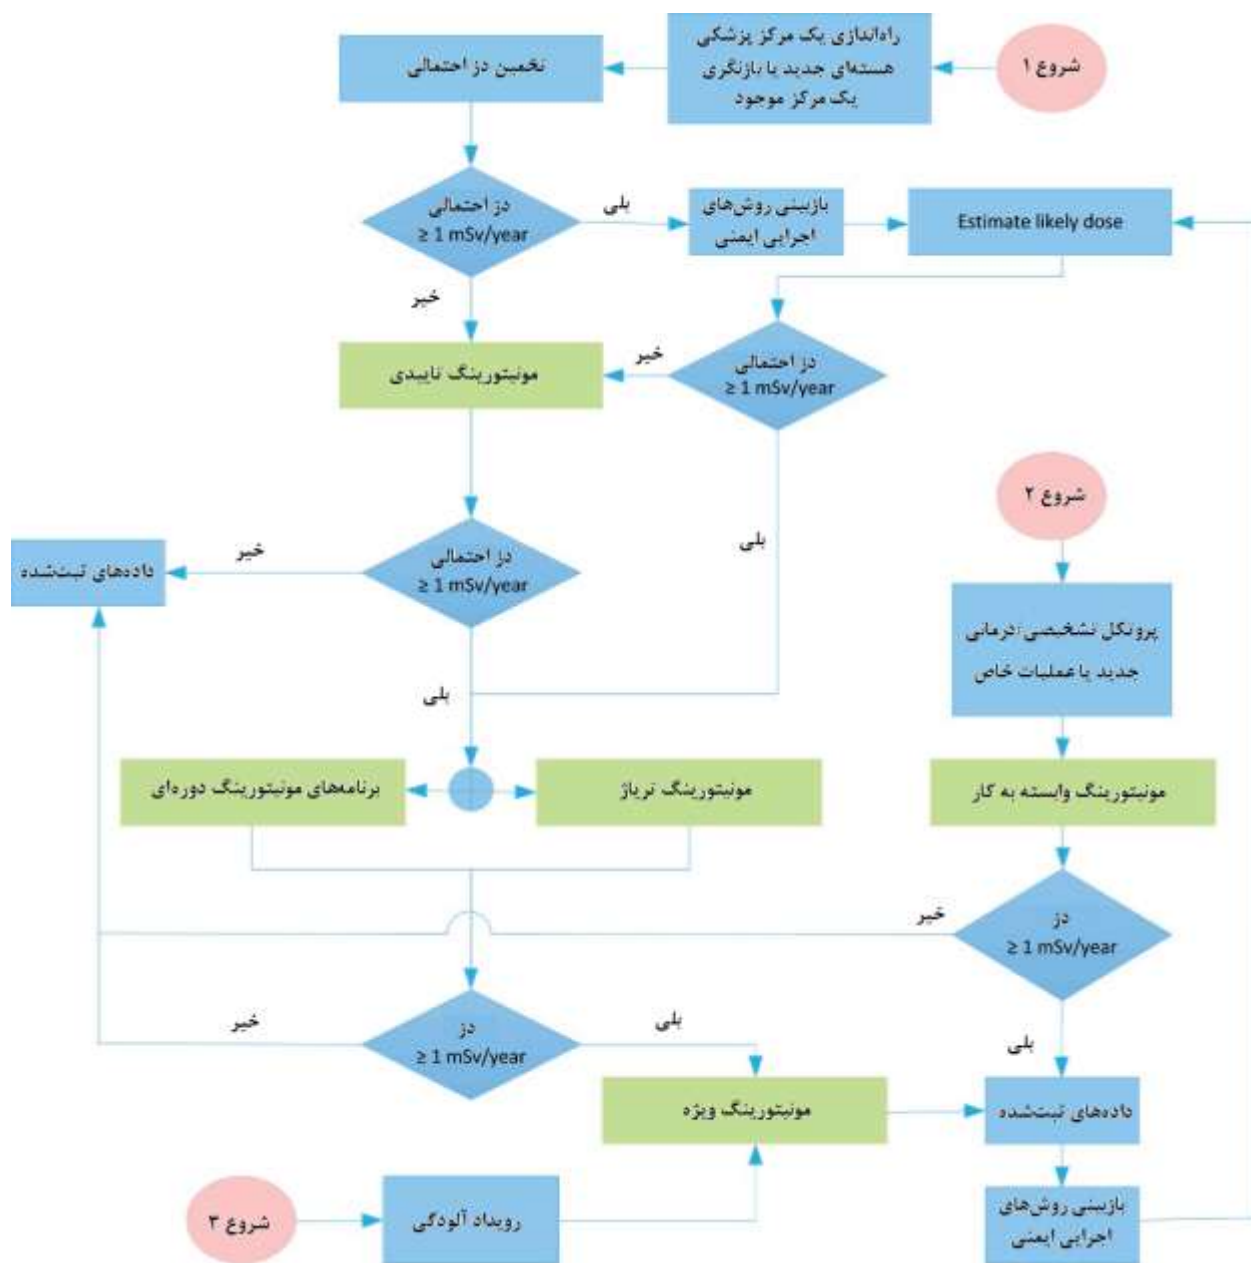 شروع ۱
راه‌اندازی یک مرکز پزشکی
هسته‌ای جدید یا بازنگری
یک مرکز موجود
تخمین دز احتمالی
دز احتمالی
≥ 1 mSv/year
بلی
بازبینی روش‌های
اجرایی ایمنی
Estimate likely dose
خیر
دز احتمالی
≥ 1 mSv/year
خیر
مونیتورینگ تاییدی
بلی
شروع ۲
دز احتمالی
≥ 1 mSv/year
خیر
داده‌های ثبت‌شده
پروتکل تشخیصی/درمانی
جدید یا عملیات خاص
بلی
مونیتورینگ وابسته به کار
مونیتورینگ تریاژ
برنامه‌های مونیتورینگ دوره‌ای
دز
≥ 1 mSv/year
خیر
بلی
دز
≥ 1 mSv/year
خیر
بلی
مونیتورینگ ویژه
داده‌های ثبت‌شده
بازبینی روش‌های
اجرایی ایمنی
رویداد آلودگی
شروع ۳